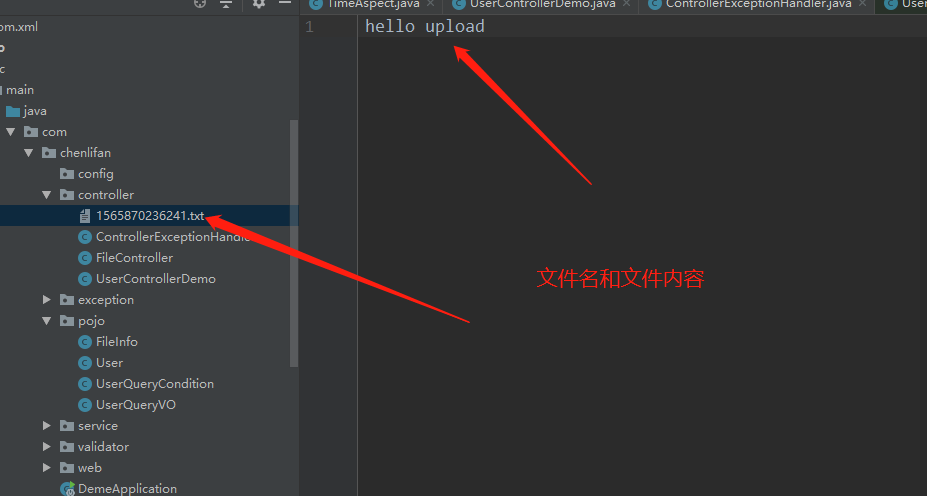 TimeAspect.java
UserControllerDemo.java
ControllerExceptionHandler.java
User
om.xml
c
main
java
com
chenlifan
config
controller
1565870236241.txt
ControllerExceptionHandle
FileController
UserControllerDemo
exception
pojo
FileInfo
User
UserQueryCondition
UserQueryVO
service
validator
web
DemeApplication
1
hello upload
文件名和文件内容